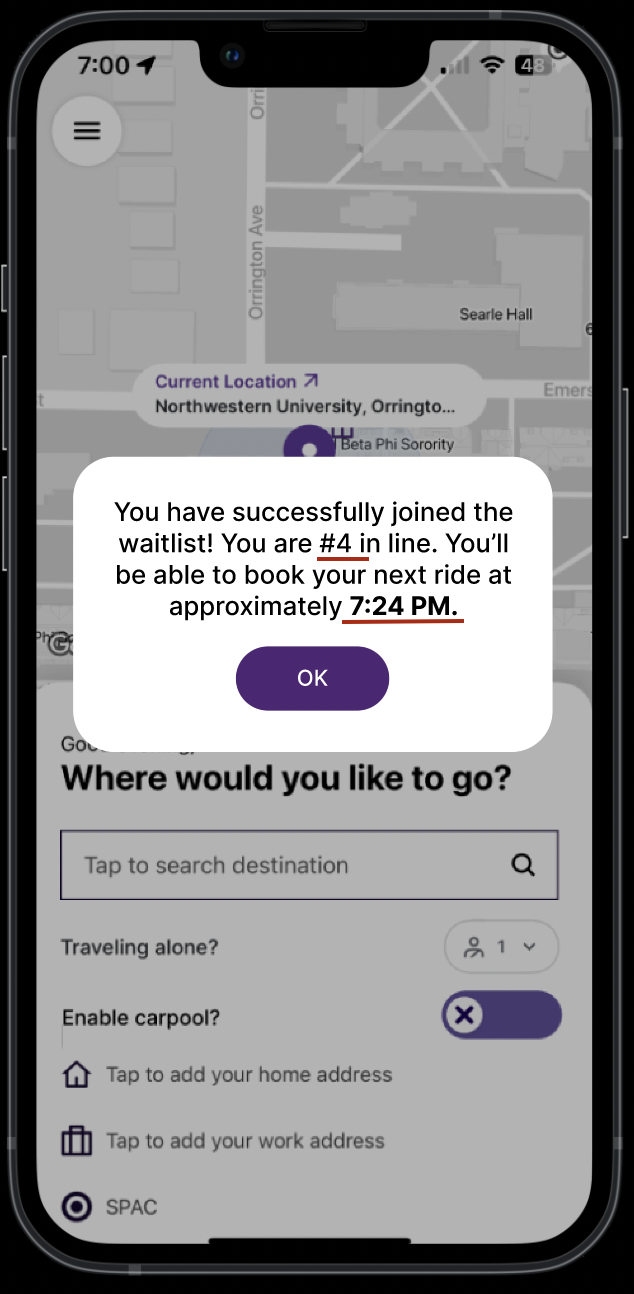 7:00
48
Orri
Orrington Ave
Searle Hall
6
Current Location
Emers
Northwestern University, Orringto...
t
Beta Phi Sorority
You have successfully joined the
waitlist! You are #4 in line. You’ll
be able to book your next ride at
approximately 7:24 PM.
OK
Where would you like to go?
Tap to search destination
Traveling alone?
1
Enable carpool?
Tap to add your home address
Tap to add your work address
SPAC